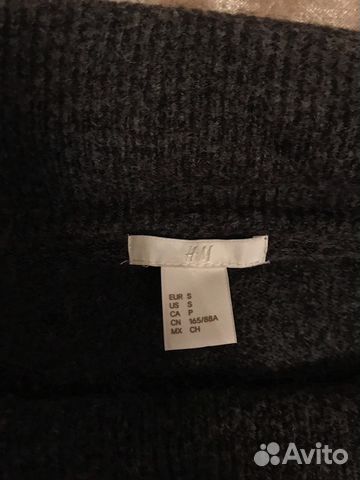 H&M
EUR S
US S
CA P
CN 165/88A
MX CH
Avito